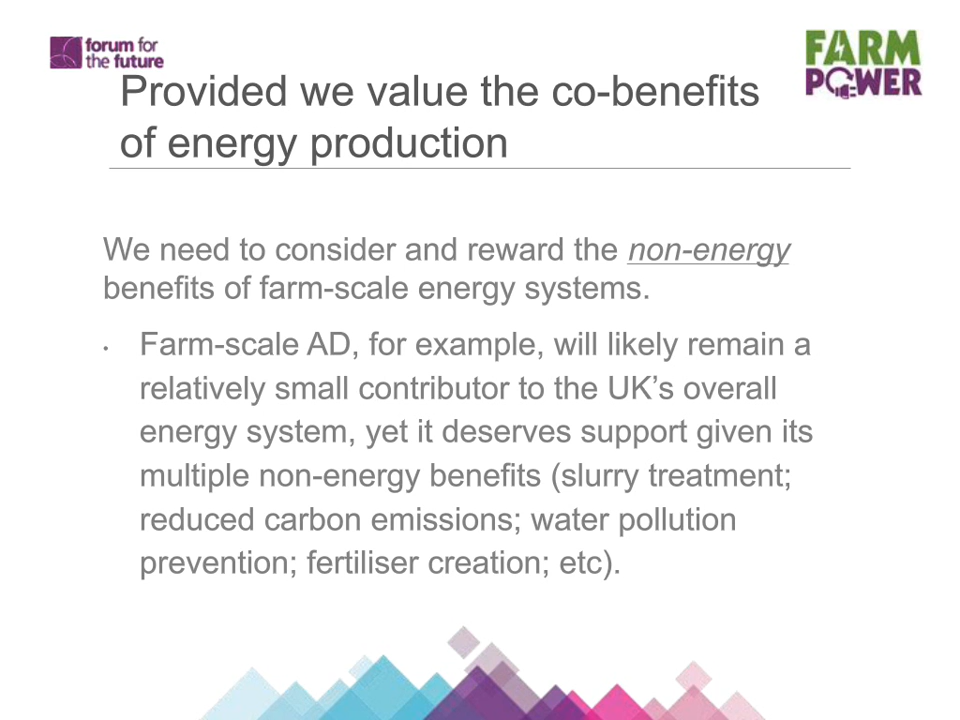 forum for
the future
FARM
POWER
Provided we value the co-benefits
of energy production
We need to consider and reward the non-energy
benefits of farm-scale energy systems.
• Farm-scale AD, for example, will likely remain a
relatively small contributor to the UK’s overall
energy system, yet it deserves support given its
multiple non-energy benefits (slurry treatment;
reduced carbon emissions; water pollution
prevention; fertiliser creation; etc).